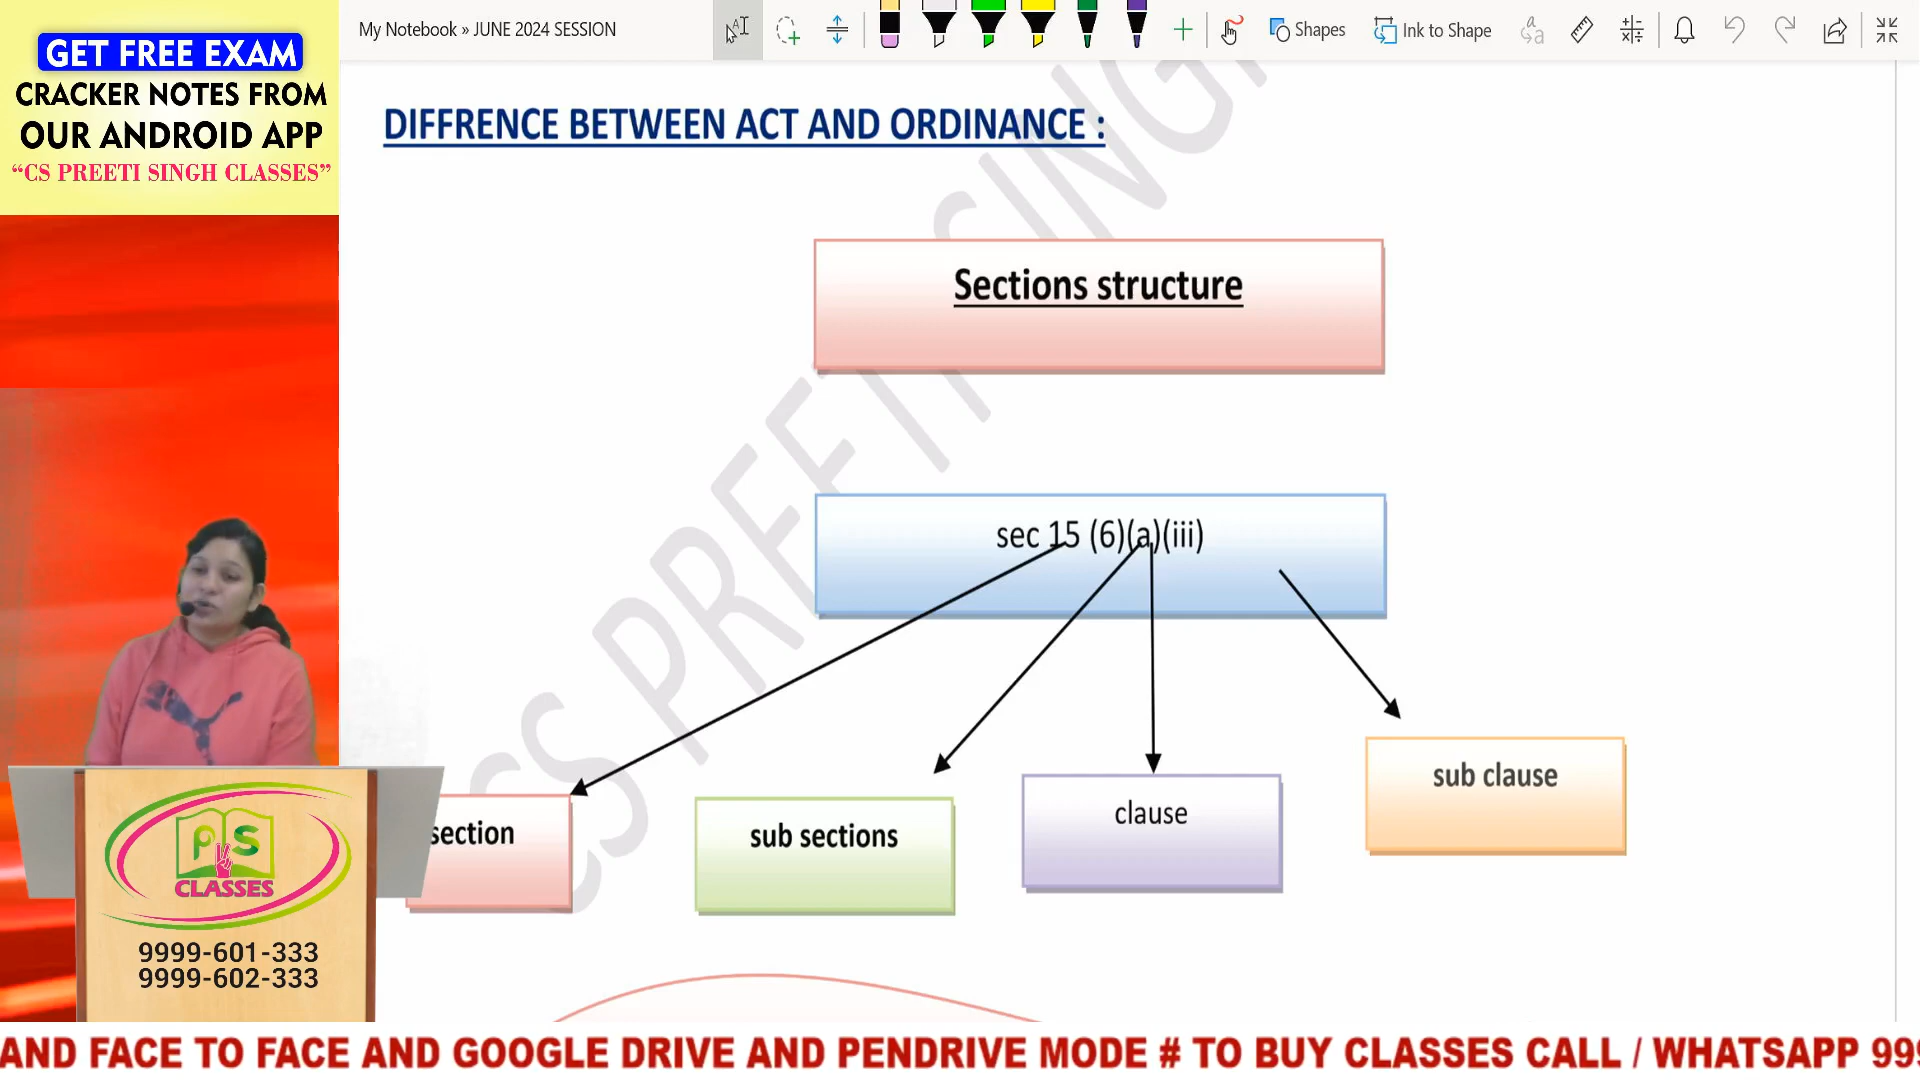 GET FREE EXAM
CRACKER NOTES FROM
OUR ANDROID APP
“CS PREETI SINGH CLASSES”
My Notebook » JUNE 2024 SESSION
Shapes
Ink to Shape
DIFFRENCE BETWEEN ACT AND ORDINANCE :
Sections structure
sec 15 (6)(a)(iii)
section
sub sections
clause
sub clause
CS PREETI SINGH
PS
CLASSES
9999-601-333
9999-602-333
AND FACE TO FACE AND GOOGLE DRIVE AND PENDRIVE MODE # TO BUY CLASSES CALL / WHATSAPP 999